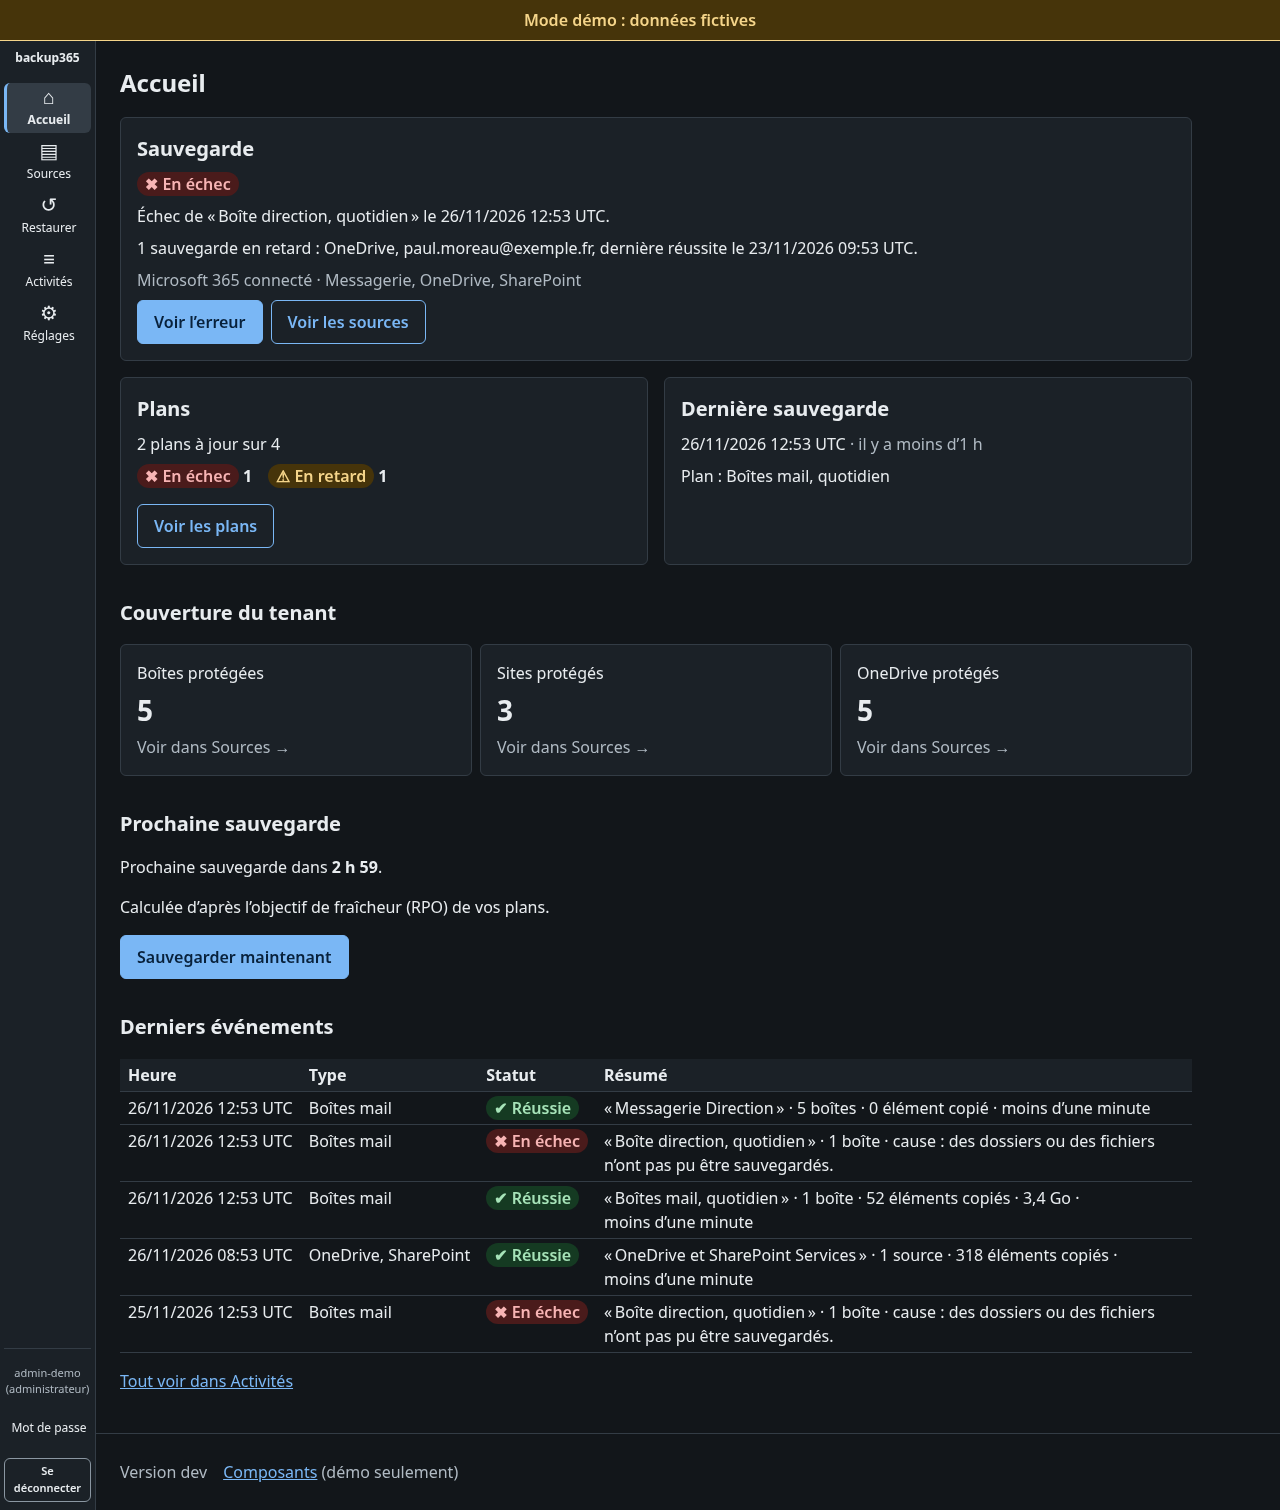 Mode démo : données fictives
backup365
Accueil
Sources
Restaurer
Activités
Réglages
admin-demo
(administrateur)
Mot de passe
Se
déconnecter
Accueil
Sauvegarde
✖ En échec
Échec de « Boîte direction, quotidien » le 26/11/2026 12:53 UTC.
1 sauvegarde en retard : OneDrive, paul.moreau@exemple.fr, dernière réussite le 23/11/2026 09:53 UTC.
Microsoft 365 connecté · Messagerie, OneDrive, SharePoint
Voir l’erreur Voir les sources
Plans
2 plans à jour sur 4
✖ En échec 1 ⚠ En retard 1
Voir les plans
Dernière sauvegarde
26/11/2026 12:53 UTC · il y a moins d’1 h
Plan : Boîtes mail, quotidien
Couverture du tenant
Boîtes protégées
5
Voir dans Sources →
Sites protégés
3
Voir dans Sources →
OneDrive protégés
5
Voir dans Sources →
Prochaine sauvegarde
Prochaine sauvegarde dans 2 h 59.
Calculée d’après l’objectif de fraîcheur (RPO) de vos plans.
Sauvegarder maintenant
Derniers événements
Heure Type Statut Résumé
26/11/2026 12:53 UTC Boîtes mail ✔ Réussie « Messagerie Direction » · 5 boîtes · 0 élément copié · moins d’une minute
26/11/2026 12:53 UTC Boîtes mail ✖ En échec « Boîte direction, quotidien » · 1 boîte · cause : des dossiers ou des fichiers
n’ont pas pu être sauvegardés.
26/11/2026 12:53 UTC Boîtes mail ✔ Réussie « Boîtes mail, quotidien » · 1 boîte · 52 éléments copiés · 3,4 Go ·
moins d’une minute
26/11/2026 08:53 UTC OneDrive, SharePoint ✔ Réussie « OneDrive et SharePoint Services » · 1 source · 318 éléments copiés ·
moins d’une minute
25/11/2026 12:53 UTC Boîtes mail ✖ En échec « Boîte direction, quotidien » · 1 boîte · cause : des dossiers ou des fichiers
n’ont pas pu être sauvegardés.
Tout voir dans Activités
Version dev Composants (démo seulement)